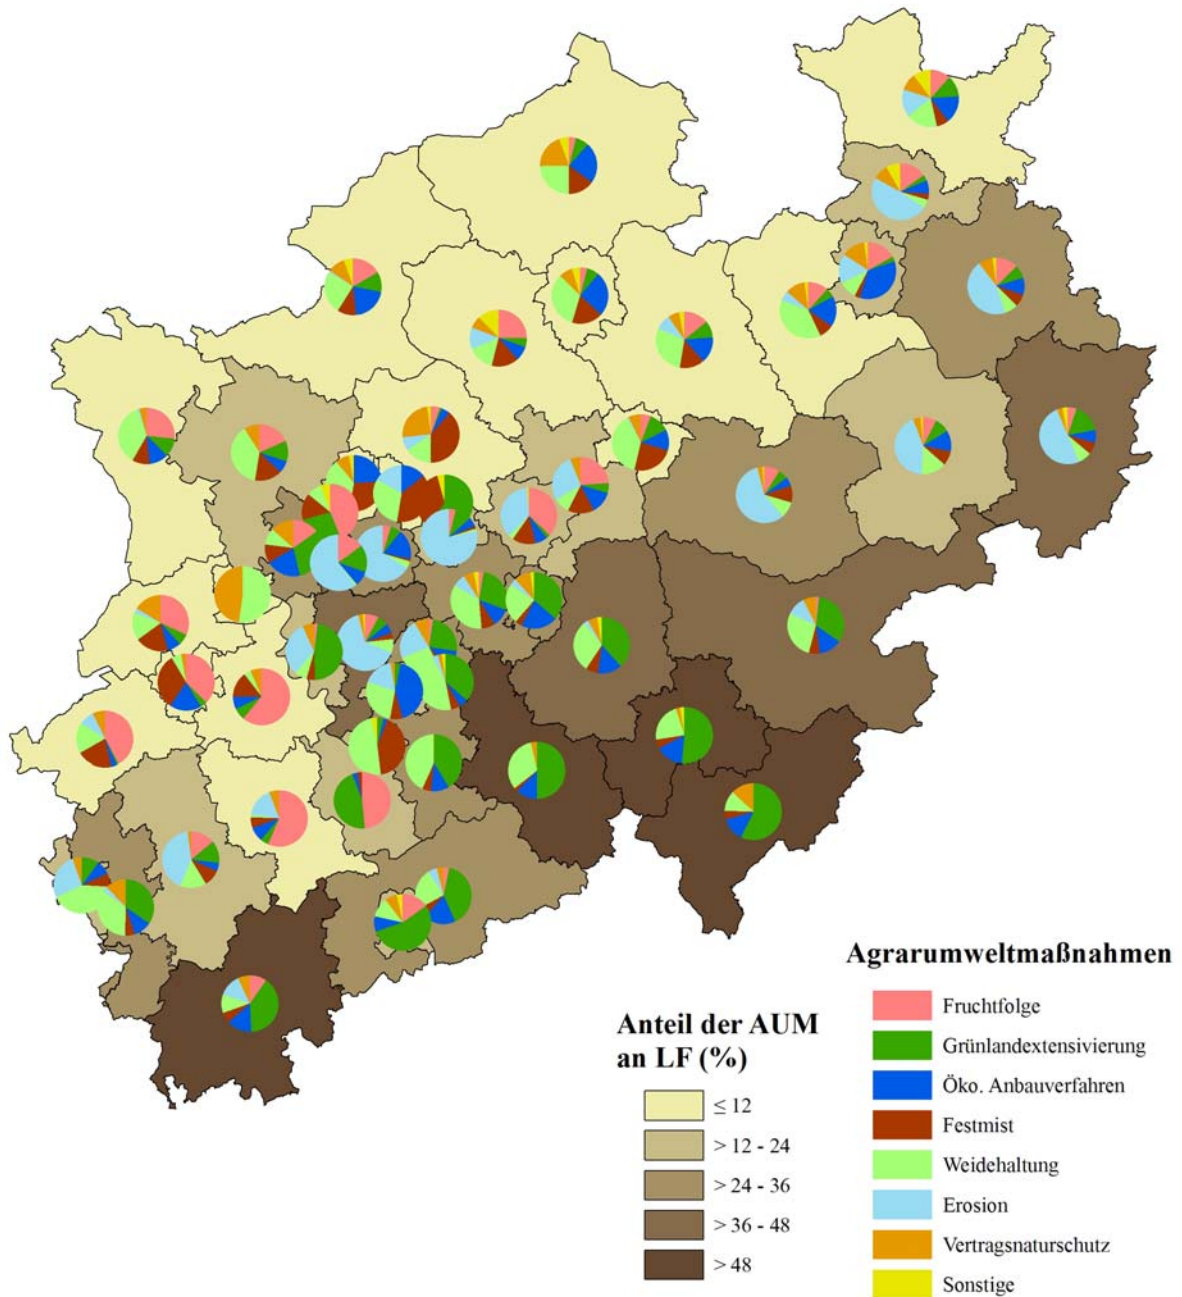 Anteil der AUM
an LF (%)
≤ 12
> 12 - 24
> 24 - 36
> 36 - 48
> 48
Agrarumweltmaßnahmen
Fruchtfolge
Grünlandextensivierung
Öko. Anbauverfahren
Festmist
Weidehaltung
Erosion
Vertragsnaturschutz
Sonstige